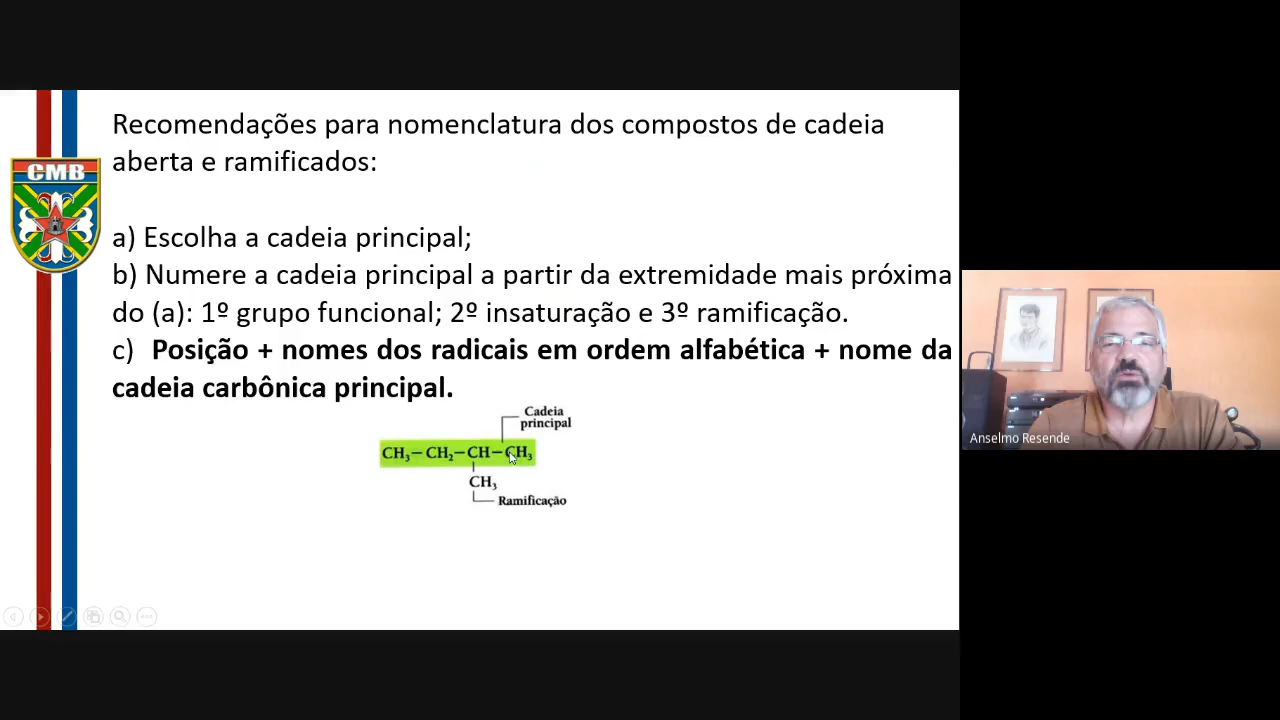 Recomendações para nomenclatura dos compostos de cadeia
aberta e ramificados:
CMB
a) Escolha a cadeia principal;
b) Numere a cadeia principal a partir da extremidade mais próxima
do (a): 1º grupo funcional; 2º insaturação e 3º ramificação.
c) Posição + nomes dos radicais em ordem alfabética + nome da
cadeia carbônica principal.
Cadeia
principal
CH₃–CH₂–CH–CH₃
CH₃
Ramificação
Anselmo Resende